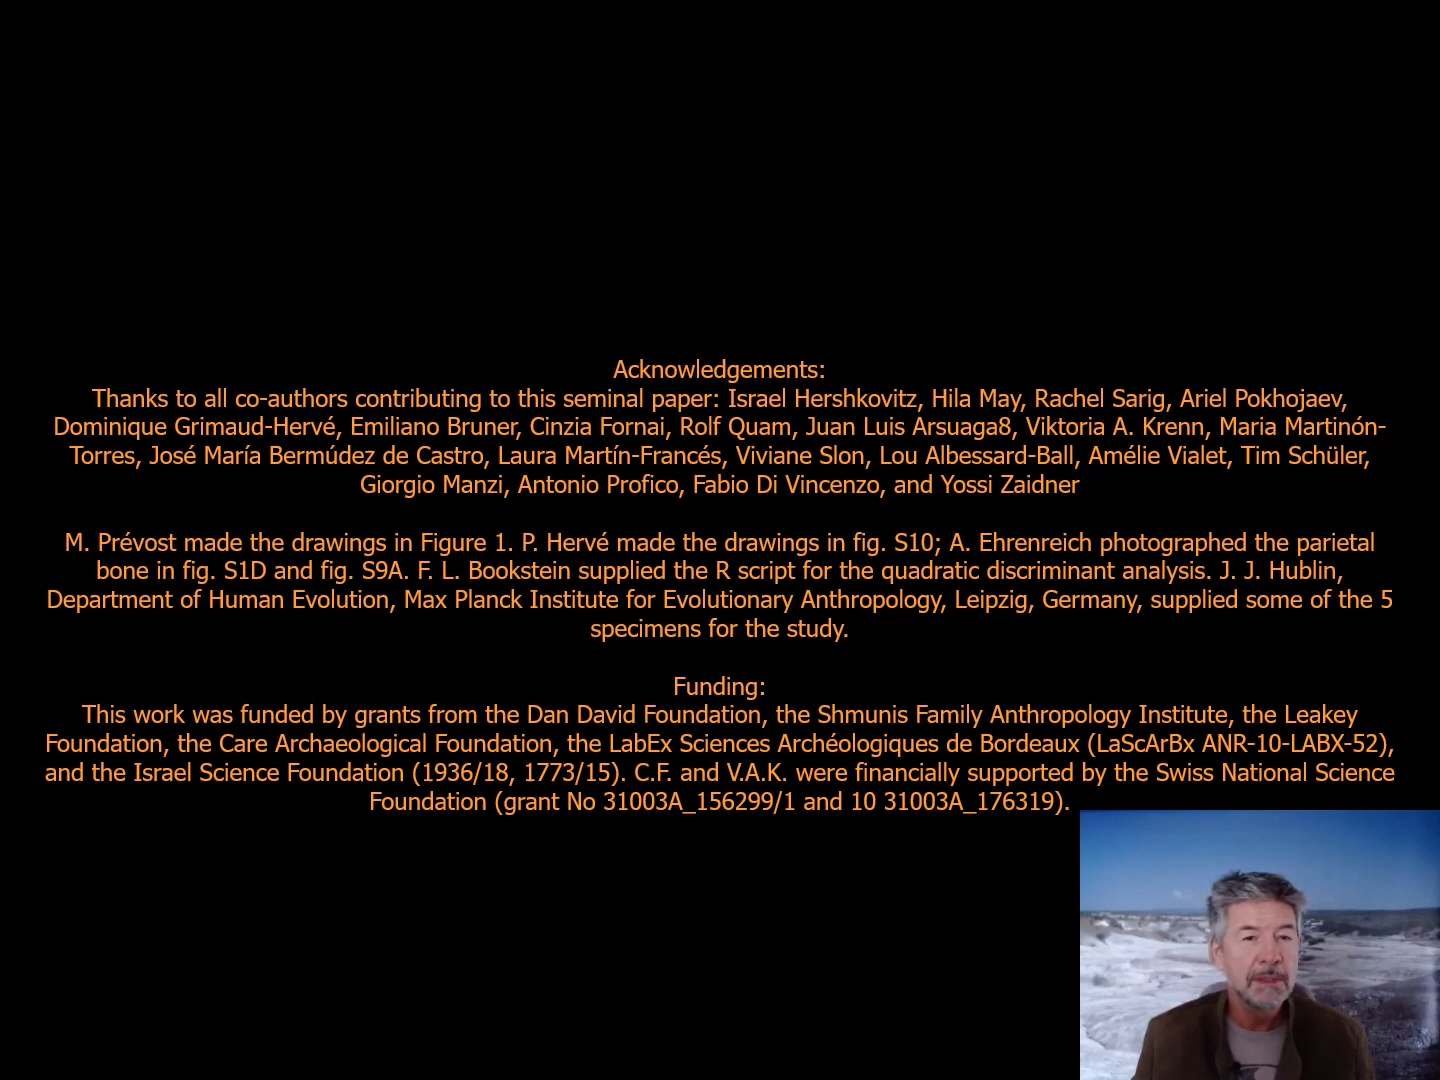 Acknowledgements:
Thanks to all co-authors contributing to this seminal paper: Israel Hershkovitz, Hila May, Rachel Sarig, Ariel Pokhojaev,
Dominique Grimaud-Hervé, Emiliano Bruner, Cinzia Fornai, Rolf Quam, Juan Luis Arsuaga8, Viktoria A. Krenn, Maria Martinón-
Torres, José María Bermúdez de Castro, Laura Martín-Francés, Viviane Slon, Lou Albessard-Ball, Amélie Vialet, Tim Schüler,
Giorgio Manzi, Antonio Profico, Fabio Di Vincenzo, and Yossi Zaidner
M. Prévost made the drawings in Figure 1. P. Hervé made the drawings in fig. S10; A. Ehrenreich photographed the parietal
bone in fig. S1D and fig. S9A. F. L. Bookstein supplied the R script for the quadratic discriminant analysis. J. J. Hublin,
Department of Human Evolution, Max Planck Institute for Evolutionary Anthropology, Leipzig, Germany, supplied some of the 5
specimens for the study.
Funding:
This work was funded by grants from the Dan David Foundation, the Shmunis Family Anthropology Institute, the Leakey
Foundation, the Care Archaeological Foundation, the LabEx Sciences Archéologiques de Bordeaux (LaScArBx ANR-10-LABX-52),
and the Israel Science Foundation (1936/18, 1773/15). C.F. and V.A.K. were financially supported by the Swiss National Science
Foundation (grant No 31003A_156299/1 and 10 31003A_176319).